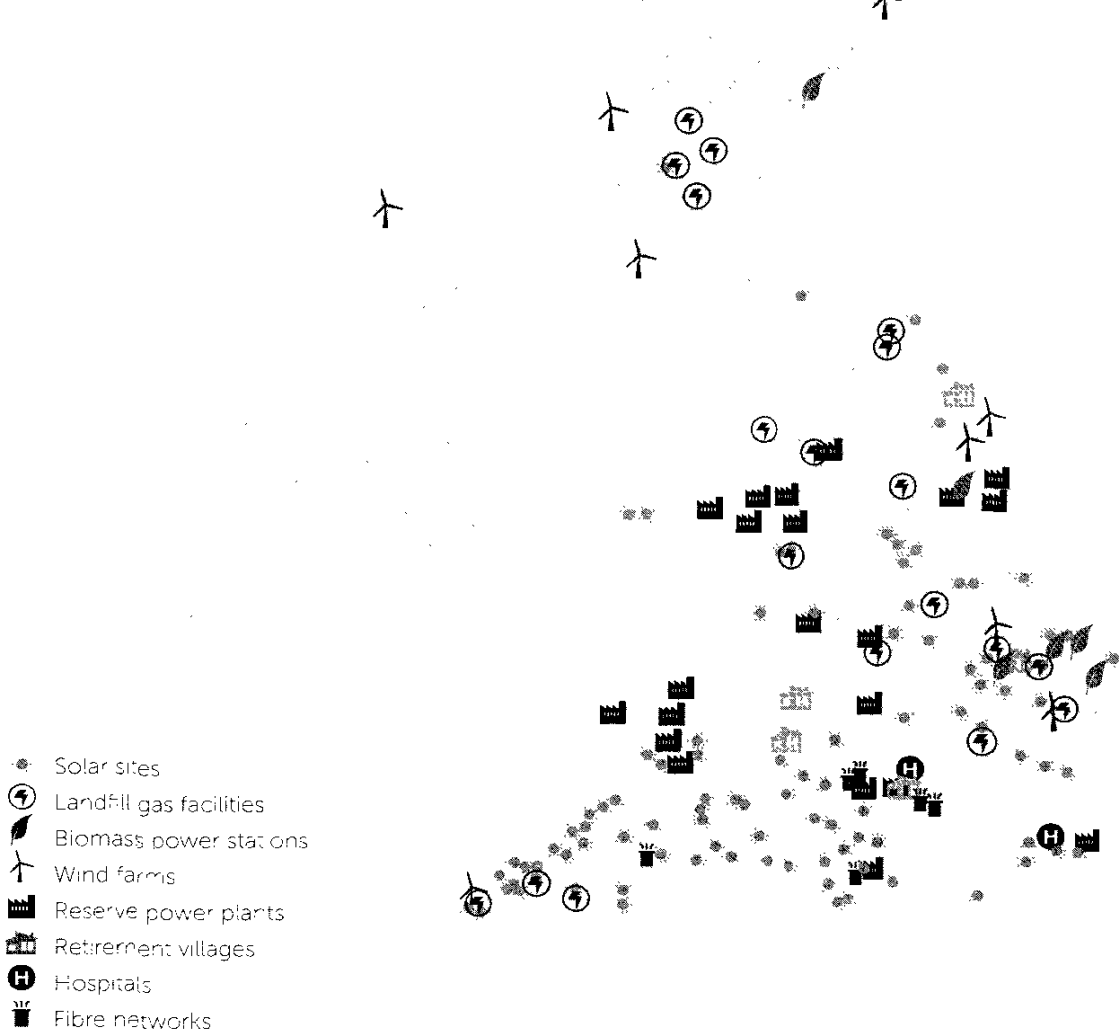 Solar sites
Landfill gas facilities
Biomass power stations
Wind farms
Reserve power plants
Retirement villages
Hospitals
Fibre networks